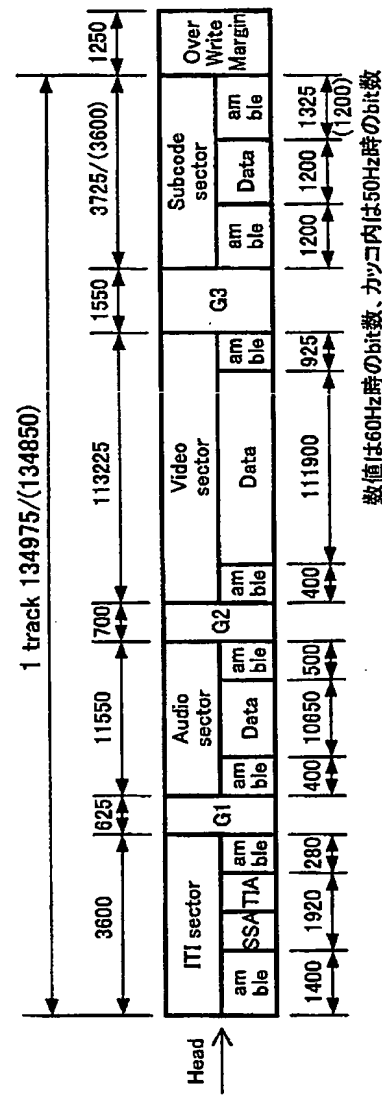 1 track 134975/(134850)
3600
625
11550
700
113225
1550
3725/(3600)
1250
Head
ITI sector
G1
Audio sector
G2
Video sector
G3
Subcode sector
Over Write Margin
am ble
SSA
TIA
am ble
am ble
Data
am ble
am ble
Data
am ble
am ble
Data
am ble
1400
1920
280
400
10650
500
400
111900
925
1200
1200
1325
(1200)
数値は60Hz時のbit数、カッコ内は50Hz時のbit数